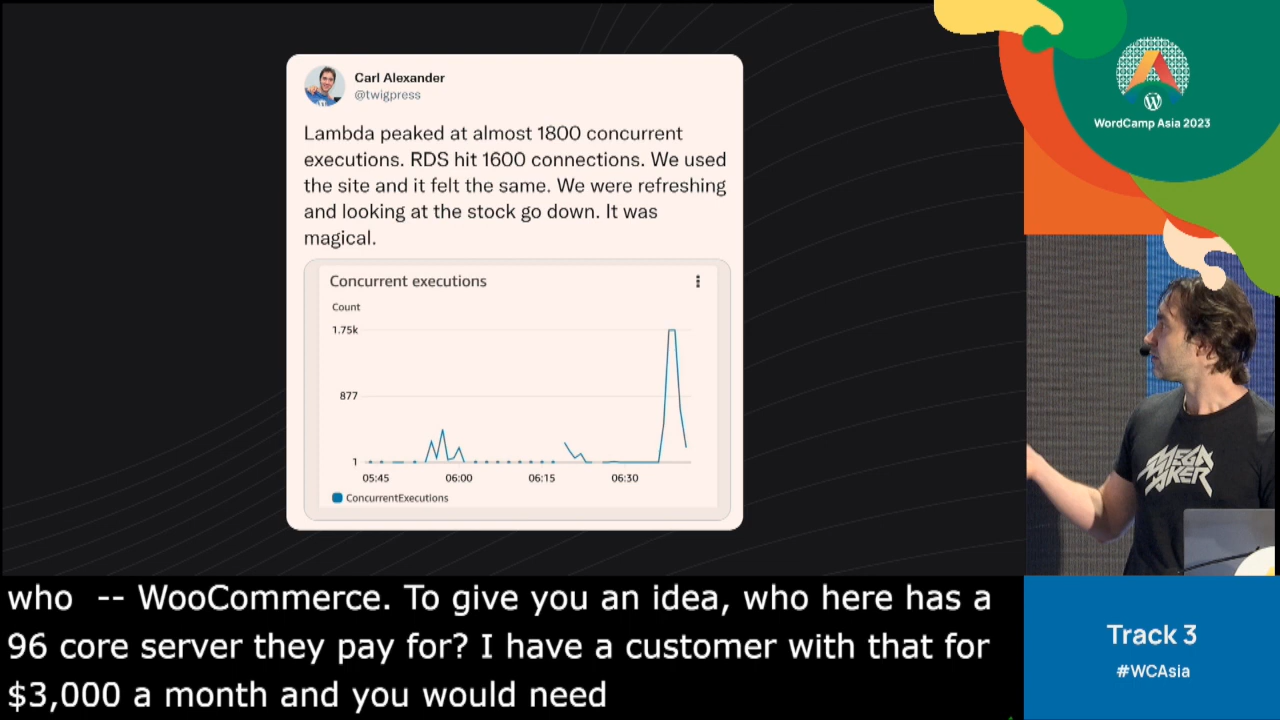 Carl Alexander
@twigpress
Lambda peaked at almost 1800 concurrent
executions. RDS hit 1600 connections. We used
the site and it felt the same. We were refreshing
and looking at the stock go down. It was
magical.
Concurrent executions
Count
1.75k
877
1
05:45 06:00 06:15 06:30
ConcurrentExecutions
WordCamp Asia 2023
MEGA
MAKER
who -- WooCommerce. To give you an idea, who here has a
96 core server they pay for? I have a customer with that for
$3,000 a month and you would need
Track 3
#WCAsia